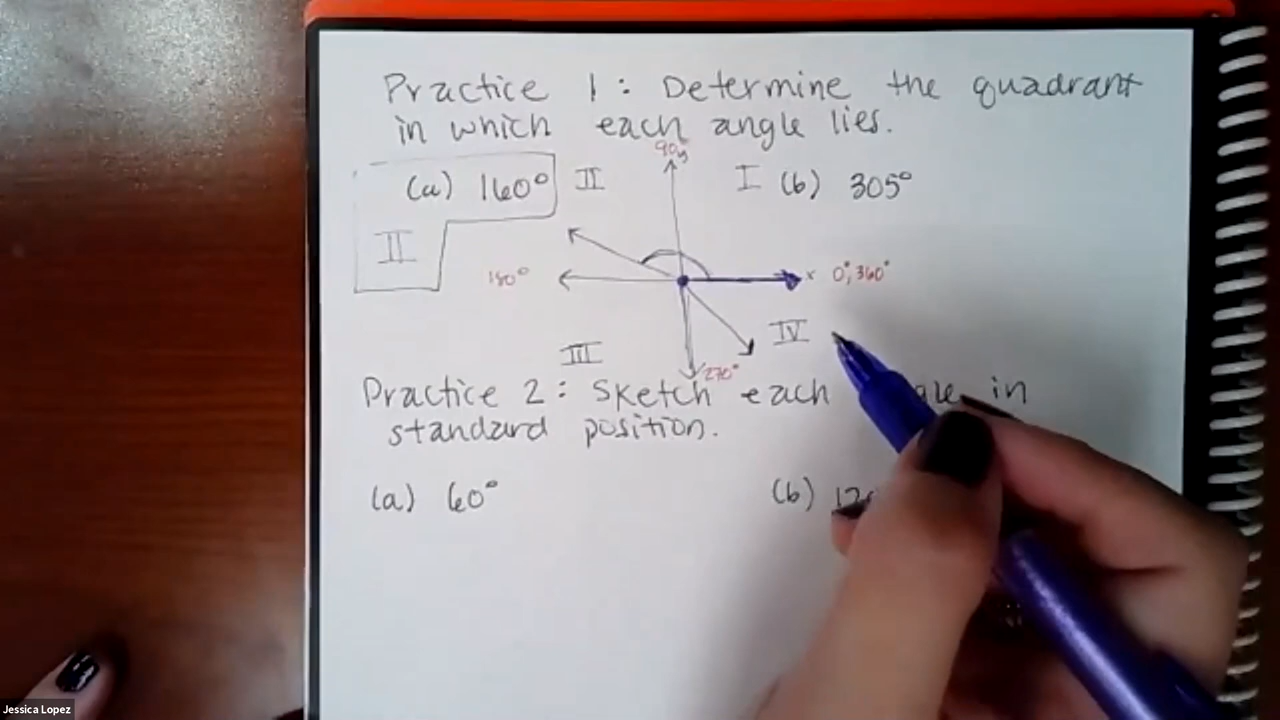 Practice 1: Determine the quadrant
in which each angle lies.
90° y
(a) 160° II I (b) 305°
II
180° x 0°, 360°
III IV
270°
Practice 2: Sketch each in
standard position.
(a) 60° (b)
Jessica Lopez